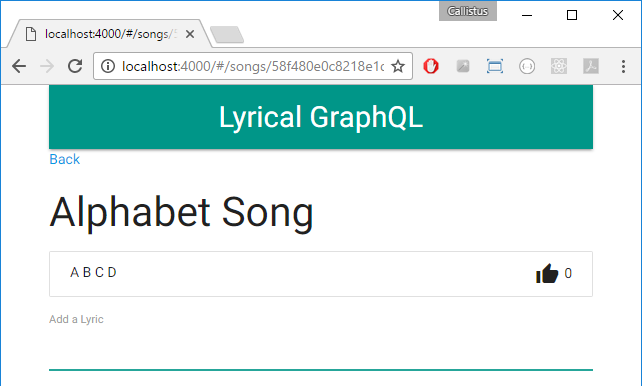 Callistus
localhost:4000/#/songs/5
localhost:4000/#/songs/58f480e0c8218e1c
Lyrical GraphQL
Back
Alphabet Song
A B C D 0
Add a Lyric